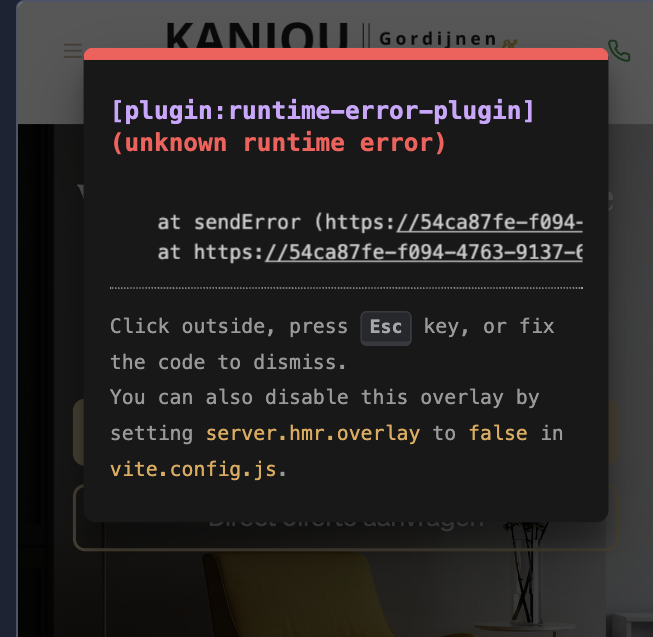 KANJOU
Gordijnen
&
[plugin:runtime-error-plugin]
(unknown runtime error)
at sendError (https://54ca87fe-f094-
at https://54ca87fe-f094-4763-9137-6
Click outside, press Esc key, or fix
the code to dismiss.
You can also disable this overlay by
setting server.hmr.overlay to false in
vite.config.js.
Direct offerte aanvragen